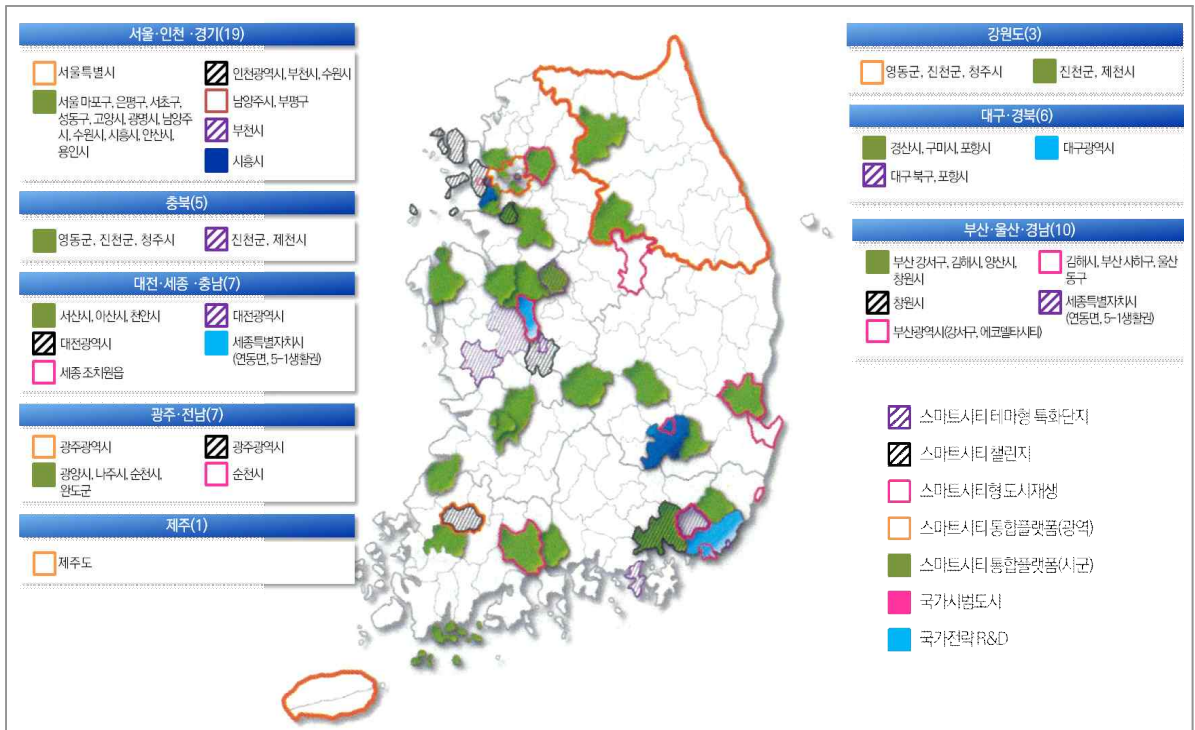 서울·인천·경기(19)
서울특별시
서울 마포구, 은평구, 서초구,
성동구, 고양시, 광명시, 남양주
시, 수원시, 시흥시, 안산시,
용인시
인천광역시, 부천시, 수원시
남양주시, 부평구
부천시
시흥시
충북(5)
영동군, 진천군, 청주시
진천군, 제천시
대전·세종·충남(7)
서산시, 아산시, 천안시
대전광역시
세종 조치원읍
대전광역시
세종특별자치시
(연동면, 5-1생활권)
광주·전남(7)
광주광역시
광양시, 나주시, 순천시,
완도군
광주광역시
순천시
제주(1)
제주도
강원도(3)
영동군, 진천군, 청주시
진천군, 제천시
대구·경북(6)
경산시, 구미시, 포항시
대구 북구, 포항시
대구광역시
부산·울산·경남(10)
부산 강서구, 김해시, 양산시,
창원시
창원시
부산광역시(강서구, 에코델타시티)
김해시, 부산 사하구, 울산
동구
세종특별자치시
(연동면, 5-1생활권)
스마트시티 테마형 특화단지
스마트시티 챌린지
스마트시티형 도시재생
스마트시티 통합플랫폼(광역)
스마트시티 통합플랫폼(시군)
국가시범도시
국가전략 R&D